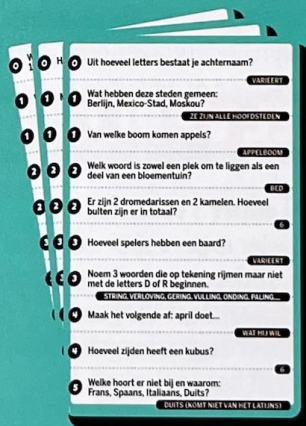 0 Uit hoeveel letters bestaat je achternaam?
VARIEERT
1 Wat hebben deze steden gemeen:
Berlijn, Mexico-Stad, Moskou?
ZE ZIJN ALLE HOOFDSTEDEN
1 Van welke boom komen appels?
APPELBOOM
2 Welk woord is zowel een plek om te liggen als een
deel van een bloementuin?
BED
2 Er zijn 2 dromedarissen en 2 kamelen. Hoeveel
bulten zijn er in totaal?
6
3 Hoeveel spelers hebben een baard?
VARIEERT
3 Noem 3 woorden die op tekening rijmen maar niet
met de letters D of R beginnen.
STRING, VERLOVING, GERING, VULLING, ONDING, PALING...
4 Maak het volgende af: april doet...
WAT HIJ WIL
4 Hoeveel zijden heeft een kubus?
6
5 Welke hoort er niet bij en waarom:
Frans, Spaans, Italiaans, Duits?
DUITS (KOMT NIET VAN HET LATIJNS)